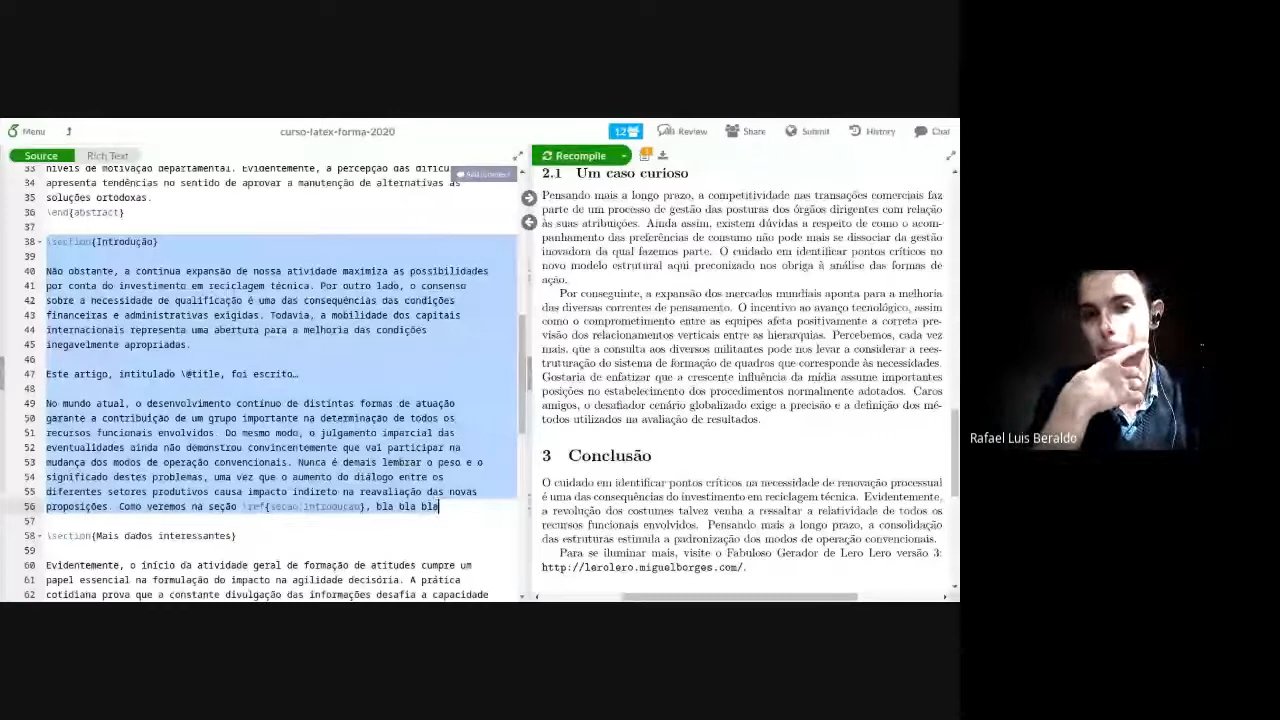 Menu
curso-latex-forma-2020
12
Review
Share
Submit
History
Chat
Source
Rich Text
Recompile
33 níveis de motivação departamental. Evidentemente, a percepção das dificu
34 apresenta tendências no sentido de aprovar a manutenção de alternativas às
35 soluções ortodoxas.
36 \end{abstract}
37
38 \section{Introdução}
39
40 Não obstante, a contínua expansão de nossa atividade maximiza as possibilidades
41 por conta do investimento em reciclagem técnica. Por outro lado, o consenso
42 sobre a necessidade de qualificação é uma das consequências das condições
43 financeiras e administrativas exigidas. Todavia, a mobilidade dos capitais
44 internacionais representa uma abertura para a melhoria das condições
45 inegavelmente apropriadas.
46
47 Este artigo, intitulado \@title, foi escrito…
48
49 No mundo atual, o desenvolvimento contínuo de distintas formas de atuação
50 garante a contribuição de um grupo importante na determinação de todos os
51 recursos funcionais envolvidos. Do mesmo modo, o julgamento imparcial das
52 eventualidades ainda não demonstrou convincentemente que vai participar na
53 mudança dos modos de operação convencionais. Nunca é demais lembrar o peso e o
54 significado destes problemas, uma vez que o aumento do diálogo entre os
55 diferentes setores produtivos causa impacto indireto na reavaliação das novas
56 proposições. Como veremos na seção \ref{secao:introducao}, bla bla bla
57
58 \section{Mais dados interessantes}
59
60 Evidentemente, o início da atividade geral de formação de atitudes cumpre um
61 papel essencial na formulação do impacto na agilidade decisória. A prática
62 cotidiana prova que a constante divulgação das informações desafia a capacidade
2.1 Um caso curioso
Pensando mais a longo prazo, a competitividade nas transações comerciais faz
parte de um processo de gestão das posturas dos órgãos dirigentes com relação
às suas atribuições. Ainda assim, existem dúvidas a respeito de como o acom-
panhamento das preferências de consumo não pode mais se dissociar da gestão
inovadora da qual fazemos parte. O cuidado em identificar pontos críticos no
novo modelo estrutural aqui preconizado nos obriga à análise das formas de
ação.
Por conseguinte, a expansão dos mercados mundiais aponta para a melhoria
das diversas correntes de pensamento. O incentivo ao avanço tecnológico, assim
como o comprometimento entre as equipes afeta positivamente a correta pre-
visão dos relacionamentos verticais entre as hierarquias. Percebemos, cada vez
mais, que a consulta aos diversos militantes pode nos levar a considerar a rees-
truturação do sistema de formação de quadros que corresponde às necessidades.
Gostaria de enfatizar que a crescente influência da mídia assume importantes
posições no estabelecimento dos procedimentos normalmente adotados. Caros
amigos, o desafiador cenário globalizado exige a precisão e a definição dos mé-
todos utilizados na avaliação de resultados.
3 Conclusão
O cuidado em identificar pontos críticos na necessidade de renovação processual
é uma das consequências do investimento em reciclagem técnica. Evidentemente,
a revolução dos costumes talvez venha a ressaltar a relatividade de todos os
recursos funcionais envolvidos. Pensando mais a longo prazo, a consolidação
das estruturas estimula a padronização dos modos de operação convencionais.
Para se iluminar mais, visite o Fabuloso Gerador de Lero Lero versão 3:
http://lerolero.miguelborges.com/.
Rafael Luis Beraldo